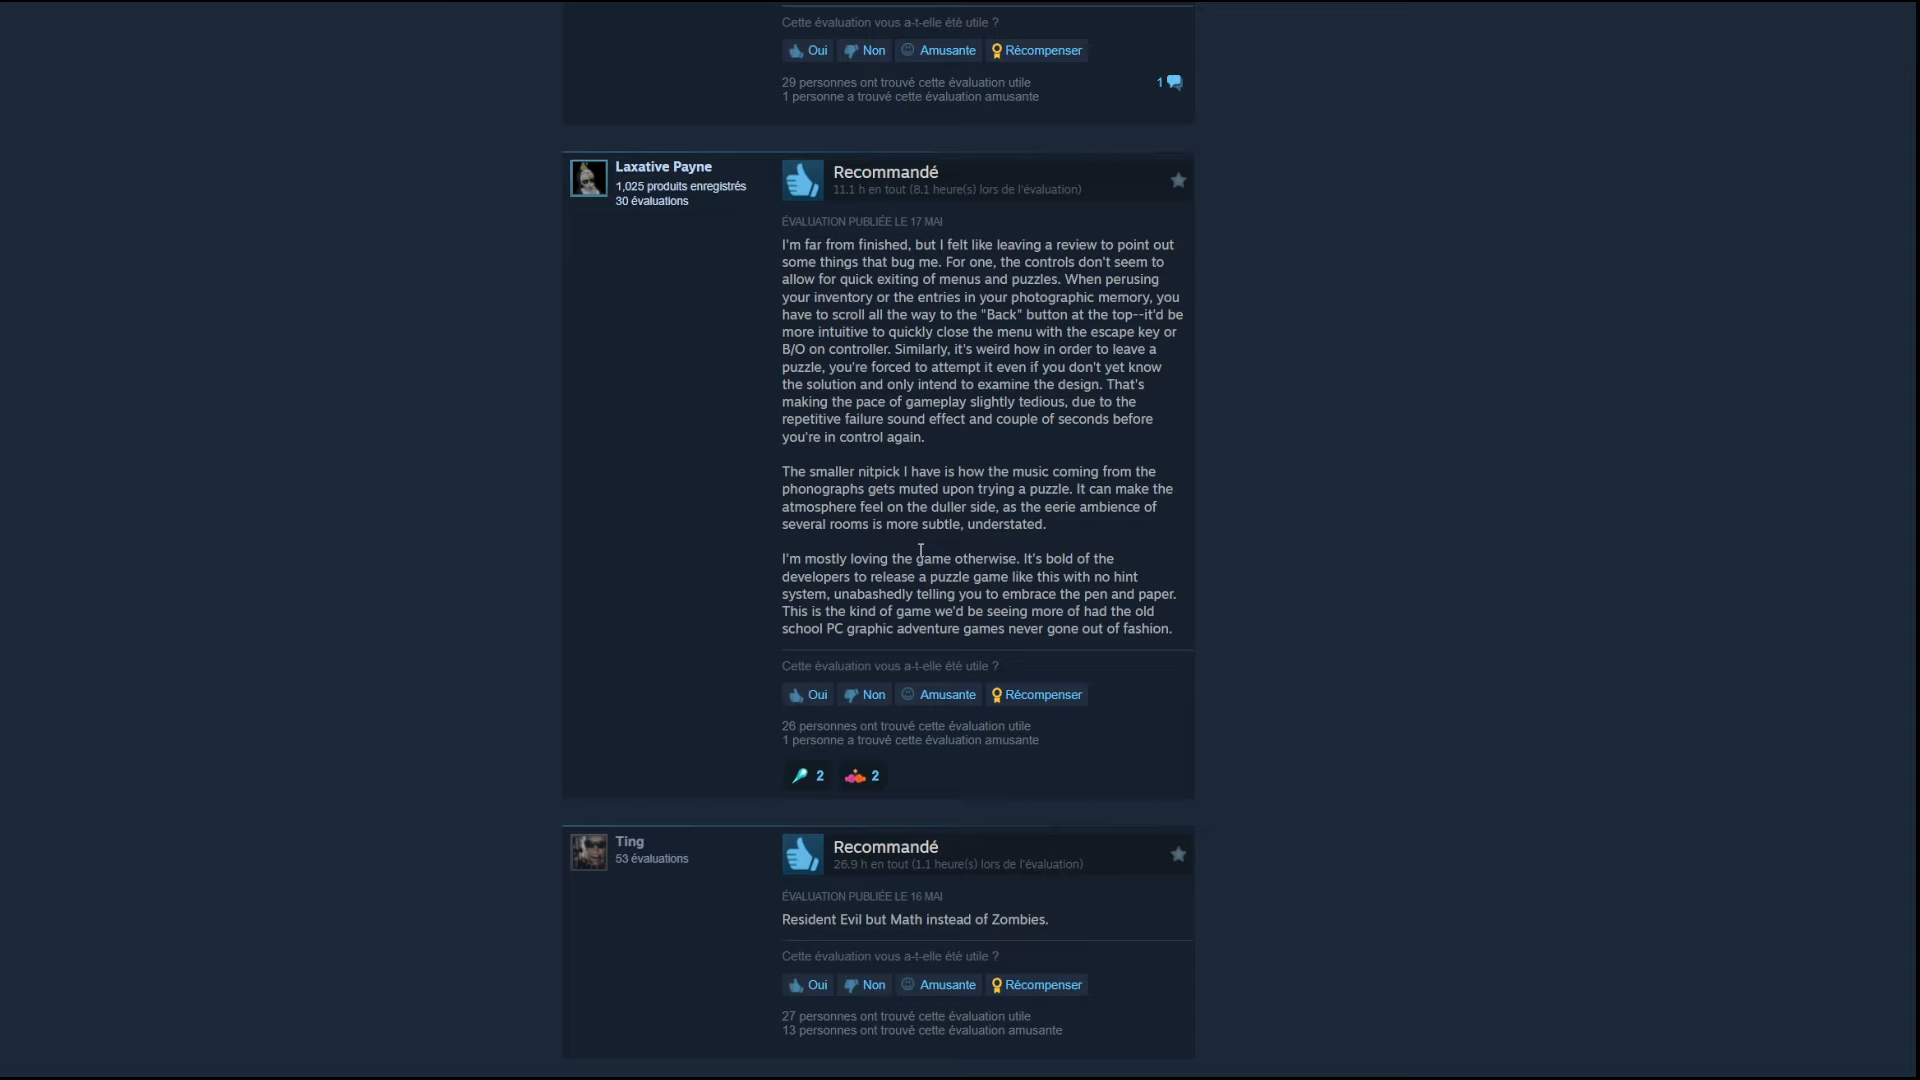 Cette évaluation vous a-t-elle été utile ?
Oui Non Amusante Récompenser
29 personnes ont trouvé cette évaluation utile
1 personne a trouvé cette évaluation amusante
1
Laxative Payne
1,025 produits enregistrés
30 évaluations
Recommandé
11.1 h en tout (8.1 heure(s) lors de l'évaluation)
ÉVALUATION PUBLIÉE LE 17 MAI
I'm far from finished, but I felt like leaving a review to point out
some things that bug me. For one, the controls don't seem to
allow for quick exiting of menus and puzzles. When perusing
your inventory or the entries in your photographic memory, you
have to scroll all the way to the "Back" button at the top--it'd be
more intuitive to quickly close the menu with the escape key or
B/O on controller. Similarly, it's weird how in order to leave a
puzzle, you're forced to attempt it even if you don't yet know
the solution and only intend to examine the design. That's
making the pace of gameplay slightly tedious, due to the
repetitive failure sound effect and couple of seconds before
you're in control again.
The smaller nitpick I have is how the music coming from the
phonographs gets muted upon trying a puzzle. It can make the
atmosphere feel on the duller side, as the eerie ambience of
several rooms is more subtle, understated.
I'm mostly loving the game otherwise. It's bold of the
developers to release a puzzle game like this with no hint
system, unabashedly telling you to embrace the pen and paper.
This is the kind of game we'd be seeing more of had the old
school PC graphic adventure games never gone out of fashion.
Cette évaluation vous a-t-elle été utile ?
Oui Non Amusante Récompenser
26 personnes ont trouvé cette évaluation utile
1 personne a trouvé cette évaluation amusante
2 2
Ting
53 évaluations
Recommandé
26.9 h en tout (1.1 heure(s) lors de l'évaluation)
ÉVALUATION PUBLIÉE LE 16 MAI
Resident Evil but Math instead of Zombies.
Cette évaluation vous a-t-elle été utile ?
Oui Non Amusante Récompenser
27 personnes ont trouvé cette évaluation utile
13 personnes ont trouvé cette évaluation amusante